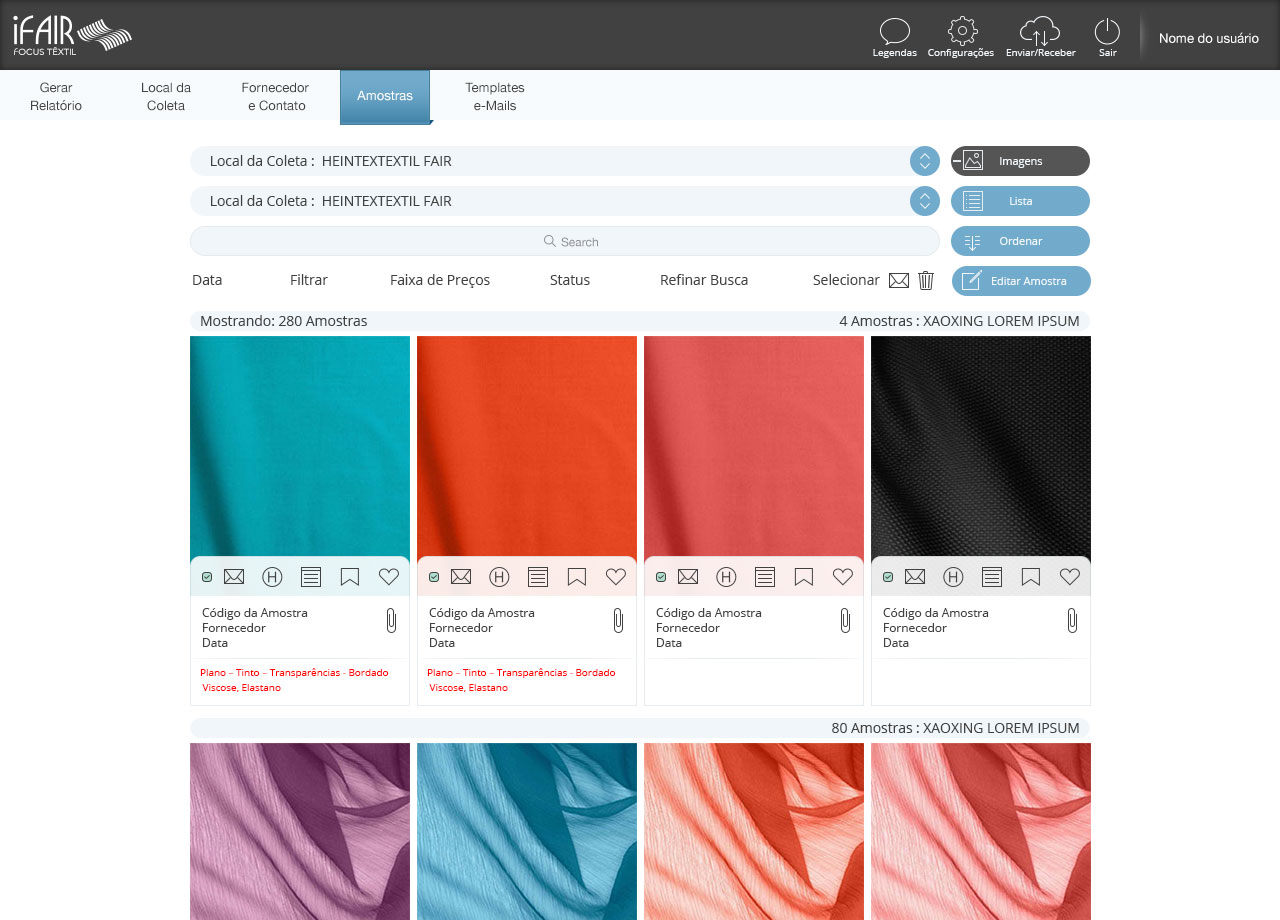 iFAIR
FOCUS TÊXTIL
Legendas
Configurações
Enviar/Receber
Sair
Nome do usuário
Gerar
Relatório
Local da
Coleta
Fornecedor
e Contato
Amostras
Templates
e-Mails
Local da Coleta : HEINTEXTEXTIL FAIR
Imagens
Local da Coleta : HEINTEXTEXTIL FAIR
Lista
Search
Ordenar
Data
Filtrar
Faixa de Preços
Status
Refinar Busca
Selecionar
Editar Amostra
Mostrando: 280 Amostras
4 Amostras : XAOXING LOREM IPSUM
H
H
H
H
Código da Amostra
Fornecedor
Data
Plano – Tinto – Transparências - Bordado
Viscose, Elastano
Código da Amostra
Fornecedor
Data
Plano – Tinto – Transparências - Bordado
Viscose, Elastano
Código da Amostra
Fornecedor
Data
Código da Amostra
Fornecedor
Data
80 Amostras : XAOXING LOREM IPSUM